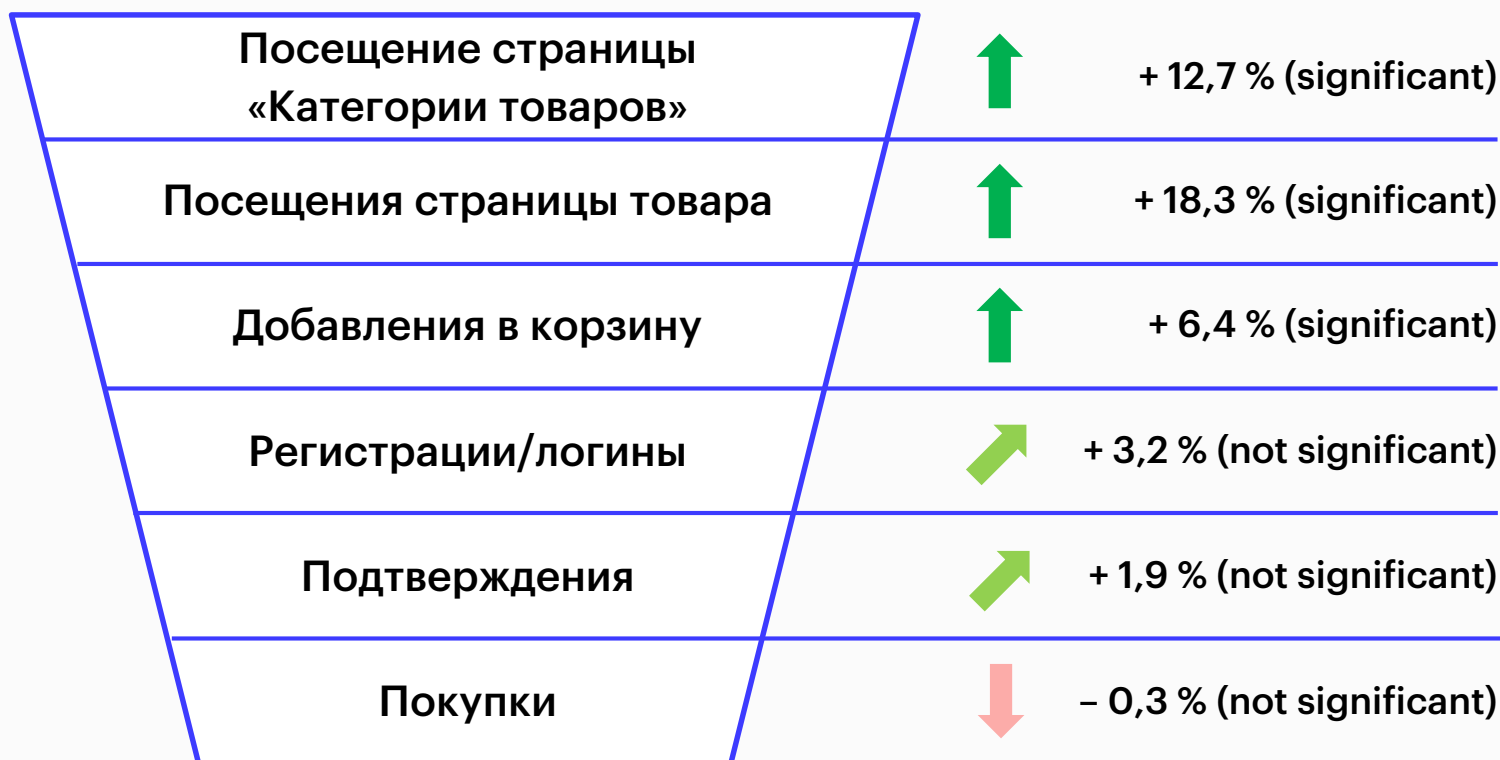 Посещение страницы
«Категории товаров»
+ 12,7 % (significant)
Посещения страницы товара
+ 18,3 % (significant)
Добавления в корзину
+ 6,4 % (significant)
Регистрации/логины
+ 3,2 % (not significant)
Подтверждения
+ 1,9 % (not significant)
Покупки
– 0,3 % (not significant)